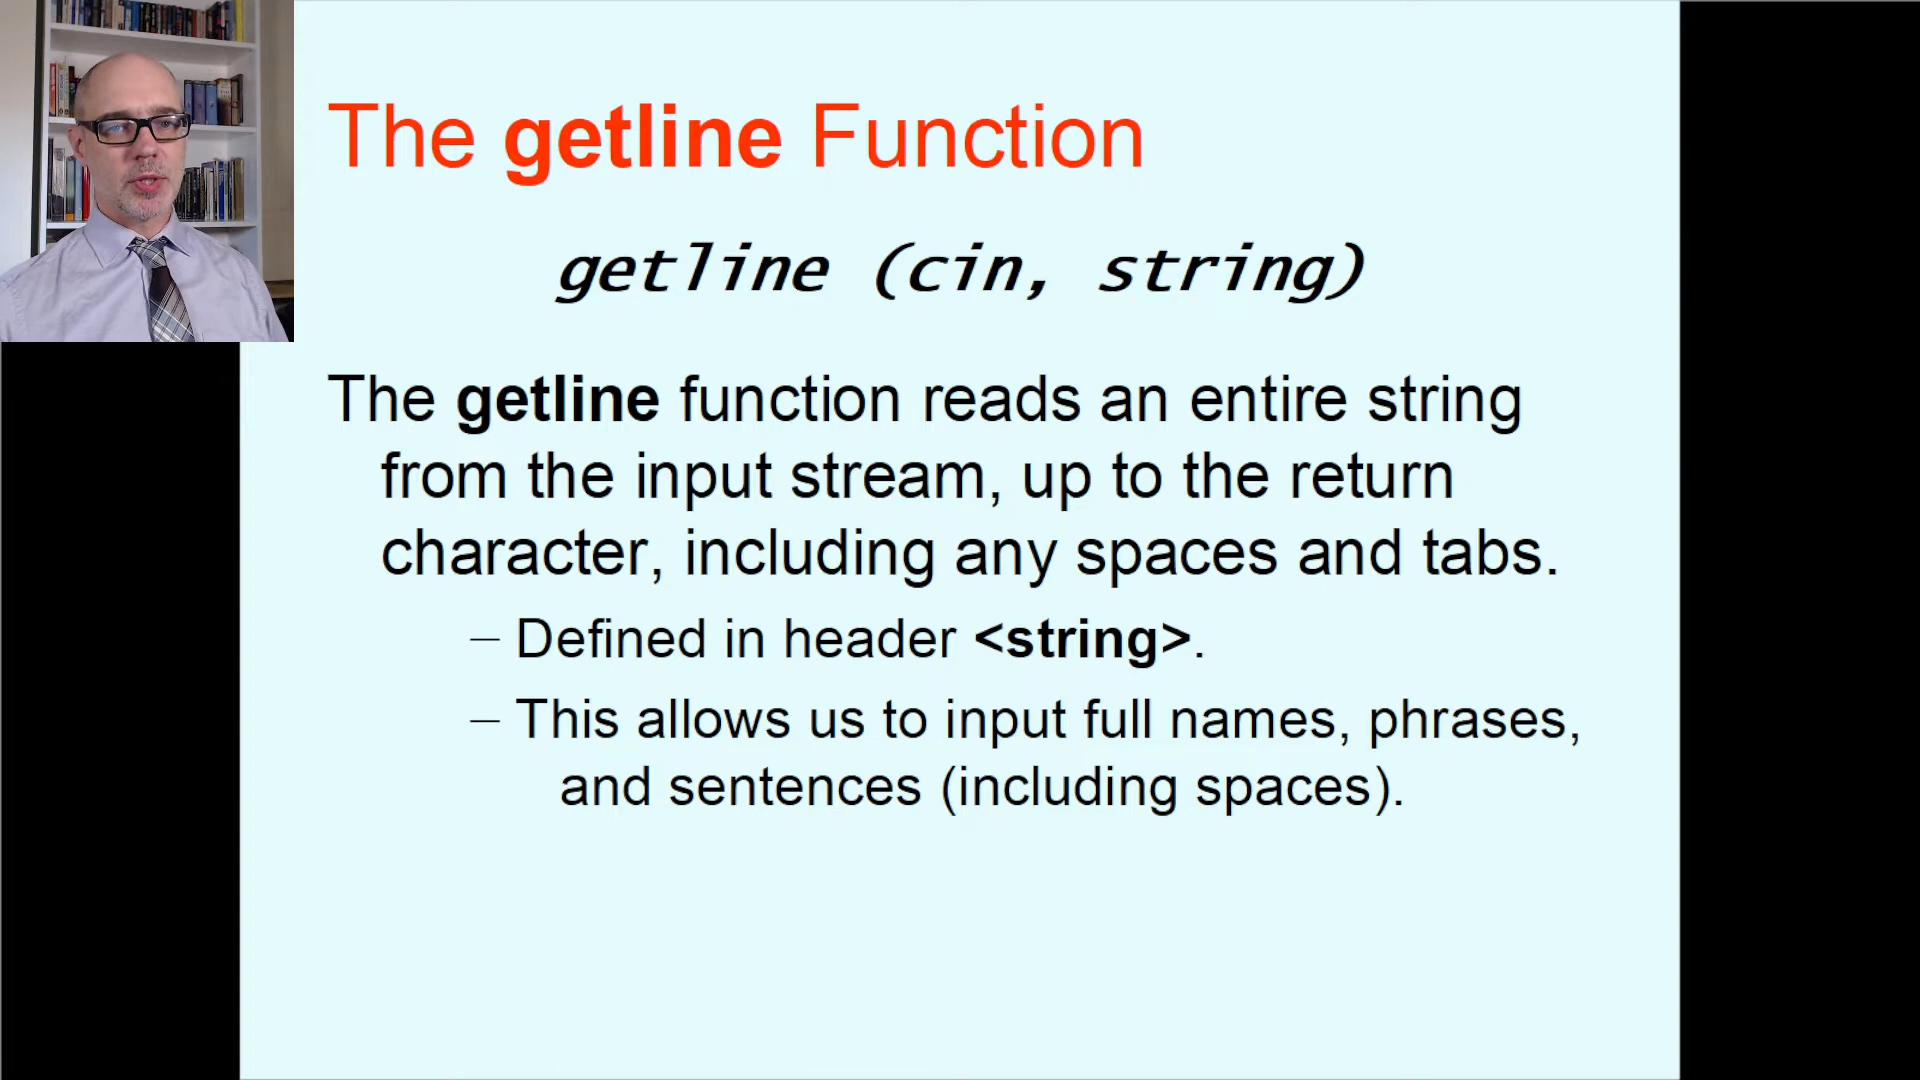 The getline Function
getline (cin, string)
The getline function reads an entire string
from the input stream, up to the return
character, including any spaces and tabs.
– Defined in header <string>.
– This allows us to input full names, phrases,
and sentences (including spaces).